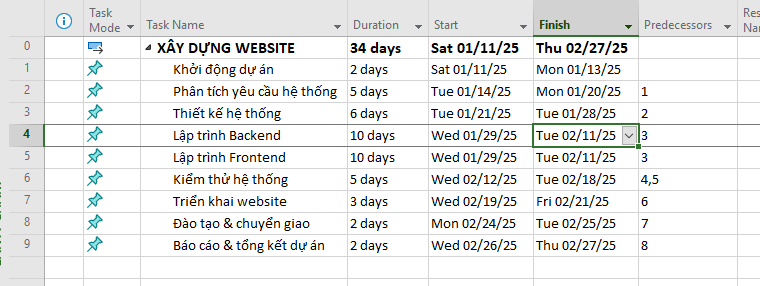 Task Mode Task Name Duration Start Finish Predecessors Res Na
0 XÂY DỰNG WEBSITE 34 days Sat 01/11/25 Thu 02/27/25
1 Khởi động dự án 2 days Sat 01/11/25 Mon 01/13/25
2 Phân tích yêu cầu hệ thống 5 days Tue 01/14/25 Mon 01/20/25 1
3 Thiết kế hệ thống 6 days Tue 01/21/25 Tue 01/28/25 2
4 Lập trình Backend 10 days Wed 01/29/25 Tue 02/11/25 3
5 Lập trình Frontend 10 days Wed 01/29/25 Tue 02/11/25 3
6 Kiểm thử hệ thống 5 days Wed 02/12/25 Tue 02/18/25 4,5
7 Triển khai website 3 days Wed 02/19/25 Fri 02/21/25 6
8 Đào tạo & chuyển giao 2 days Mon 02/24/25 Tue 02/25/25 7
9 Báo cáo & tổng kết dự án 2 days Wed 02/26/25 Thu 02/27/25 8